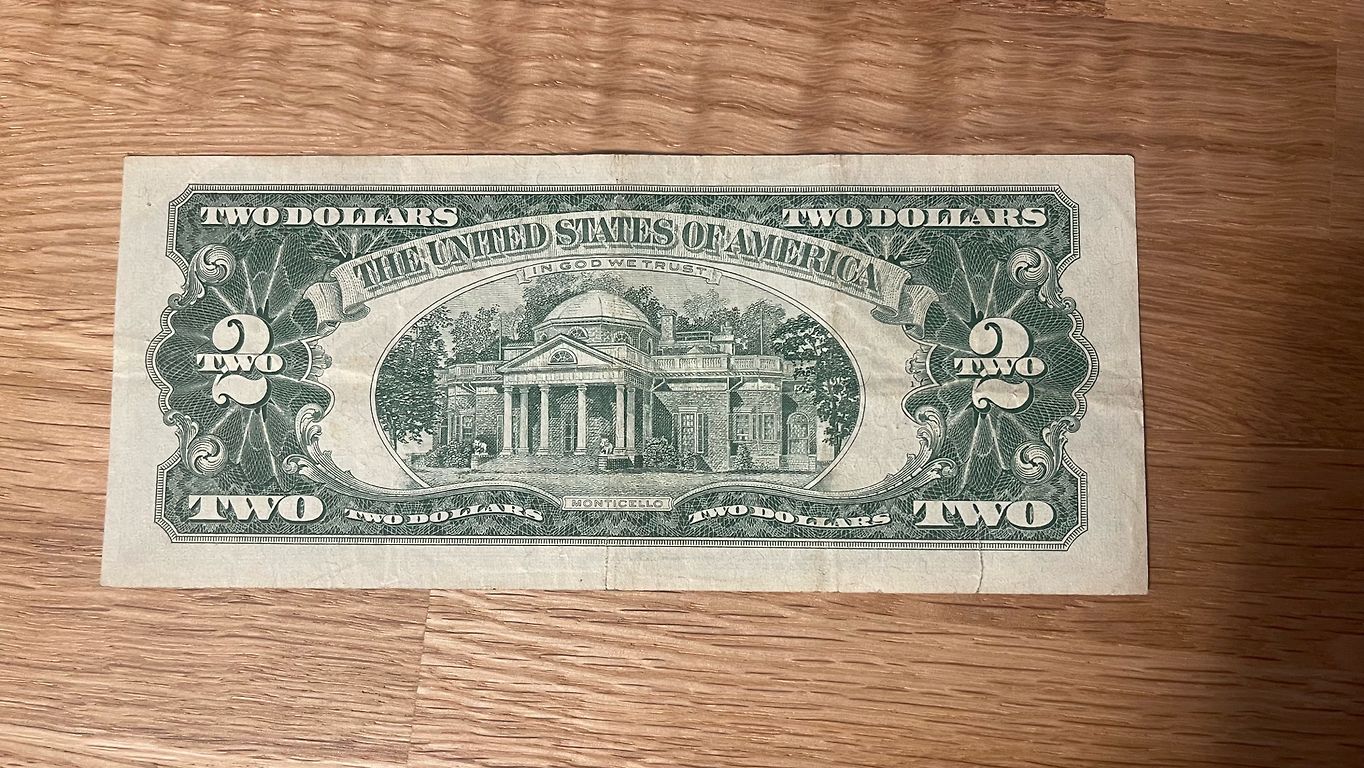 TWO DOLLARS TWO DOLLARS
THE UNITED STATES OF AMERICA
IN GOD WE TRUST
2 2
TWO TWO
MONTICELLO
TWO TWO DOLLARS TWO DOLLARS TWO